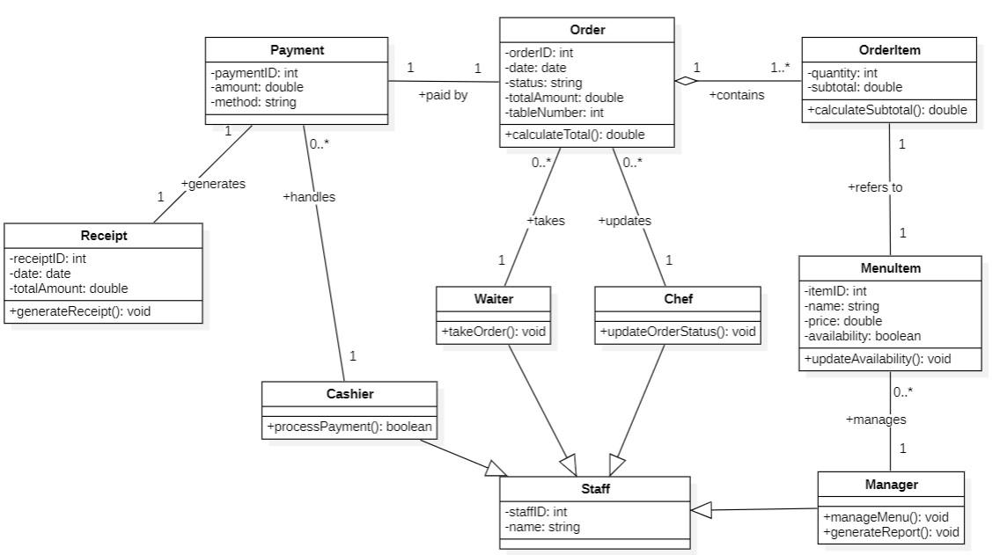 Payment
-paymentID: int
-amount: double
-method: string
1
1
+paid by
Order
-orderID: int
-date: date
-status: string
-totalAmount: double
-tableNumber: int
+calculateTotal(): double
1
1..*
+contains
OrderItem
-quantity: int
-subtotal: double
+calculateSubtotal(): double
1
+generates
1
0..*
+handles
1
0..*
+takes
1
0..*
+updates
1
1
+refers to
1
Receipt
-receiptID: int
-date: date
-totalAmount: double
+generateReceipt(): void
Waiter
+takeOrder(): void
Chef
+updateOrderStatus(): void
MenuItem
-itemID: int
-name: string
-price: double
-availability: boolean
+updateAvailability(): void
0..*
+manages
1
Cashier
+processPayment(): boolean
Staff
-staffID: int
-name: string
Manager
+manageMenu(): void
+generateReport(): void